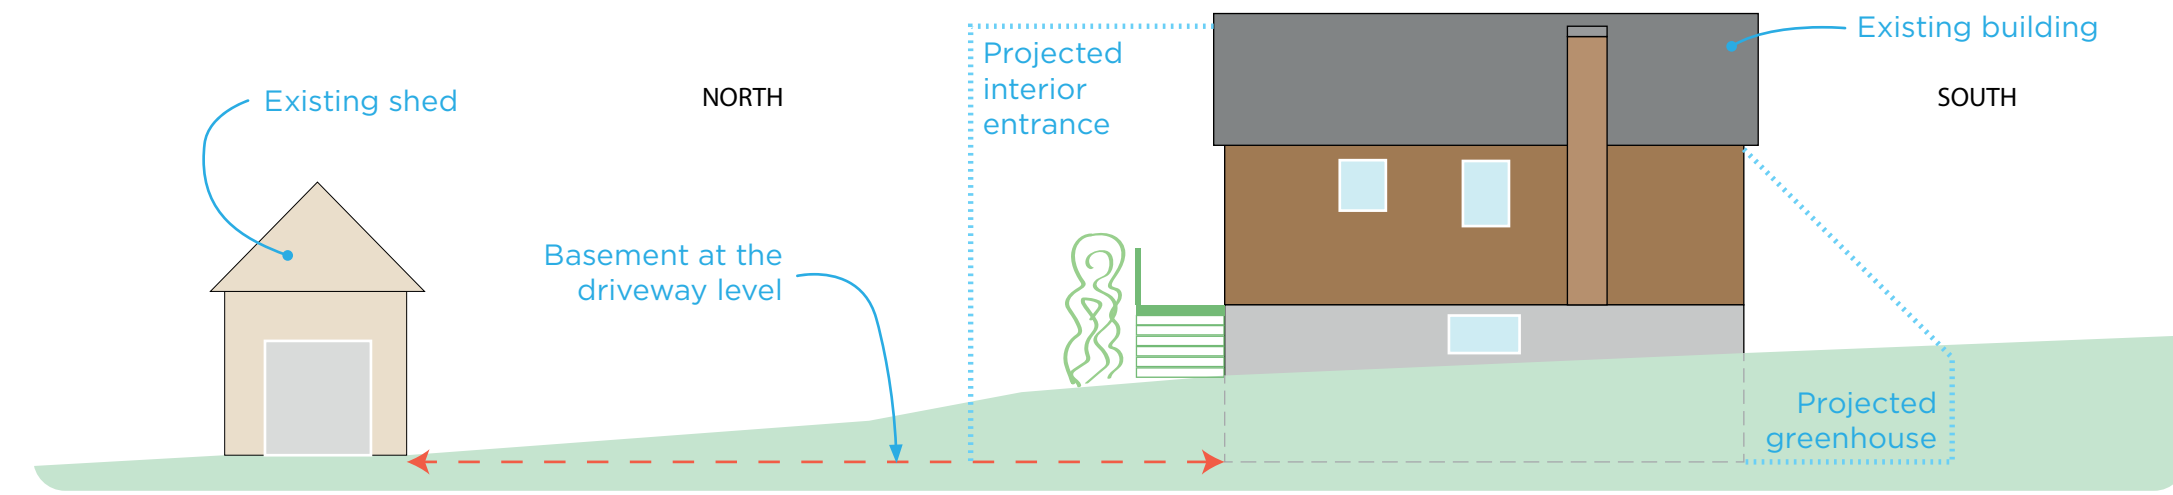 Existing shed
NORTH
Basement at the
driveway level
Projected
interior
entrance
Existing building
SOUTH
Projected
greenhouse